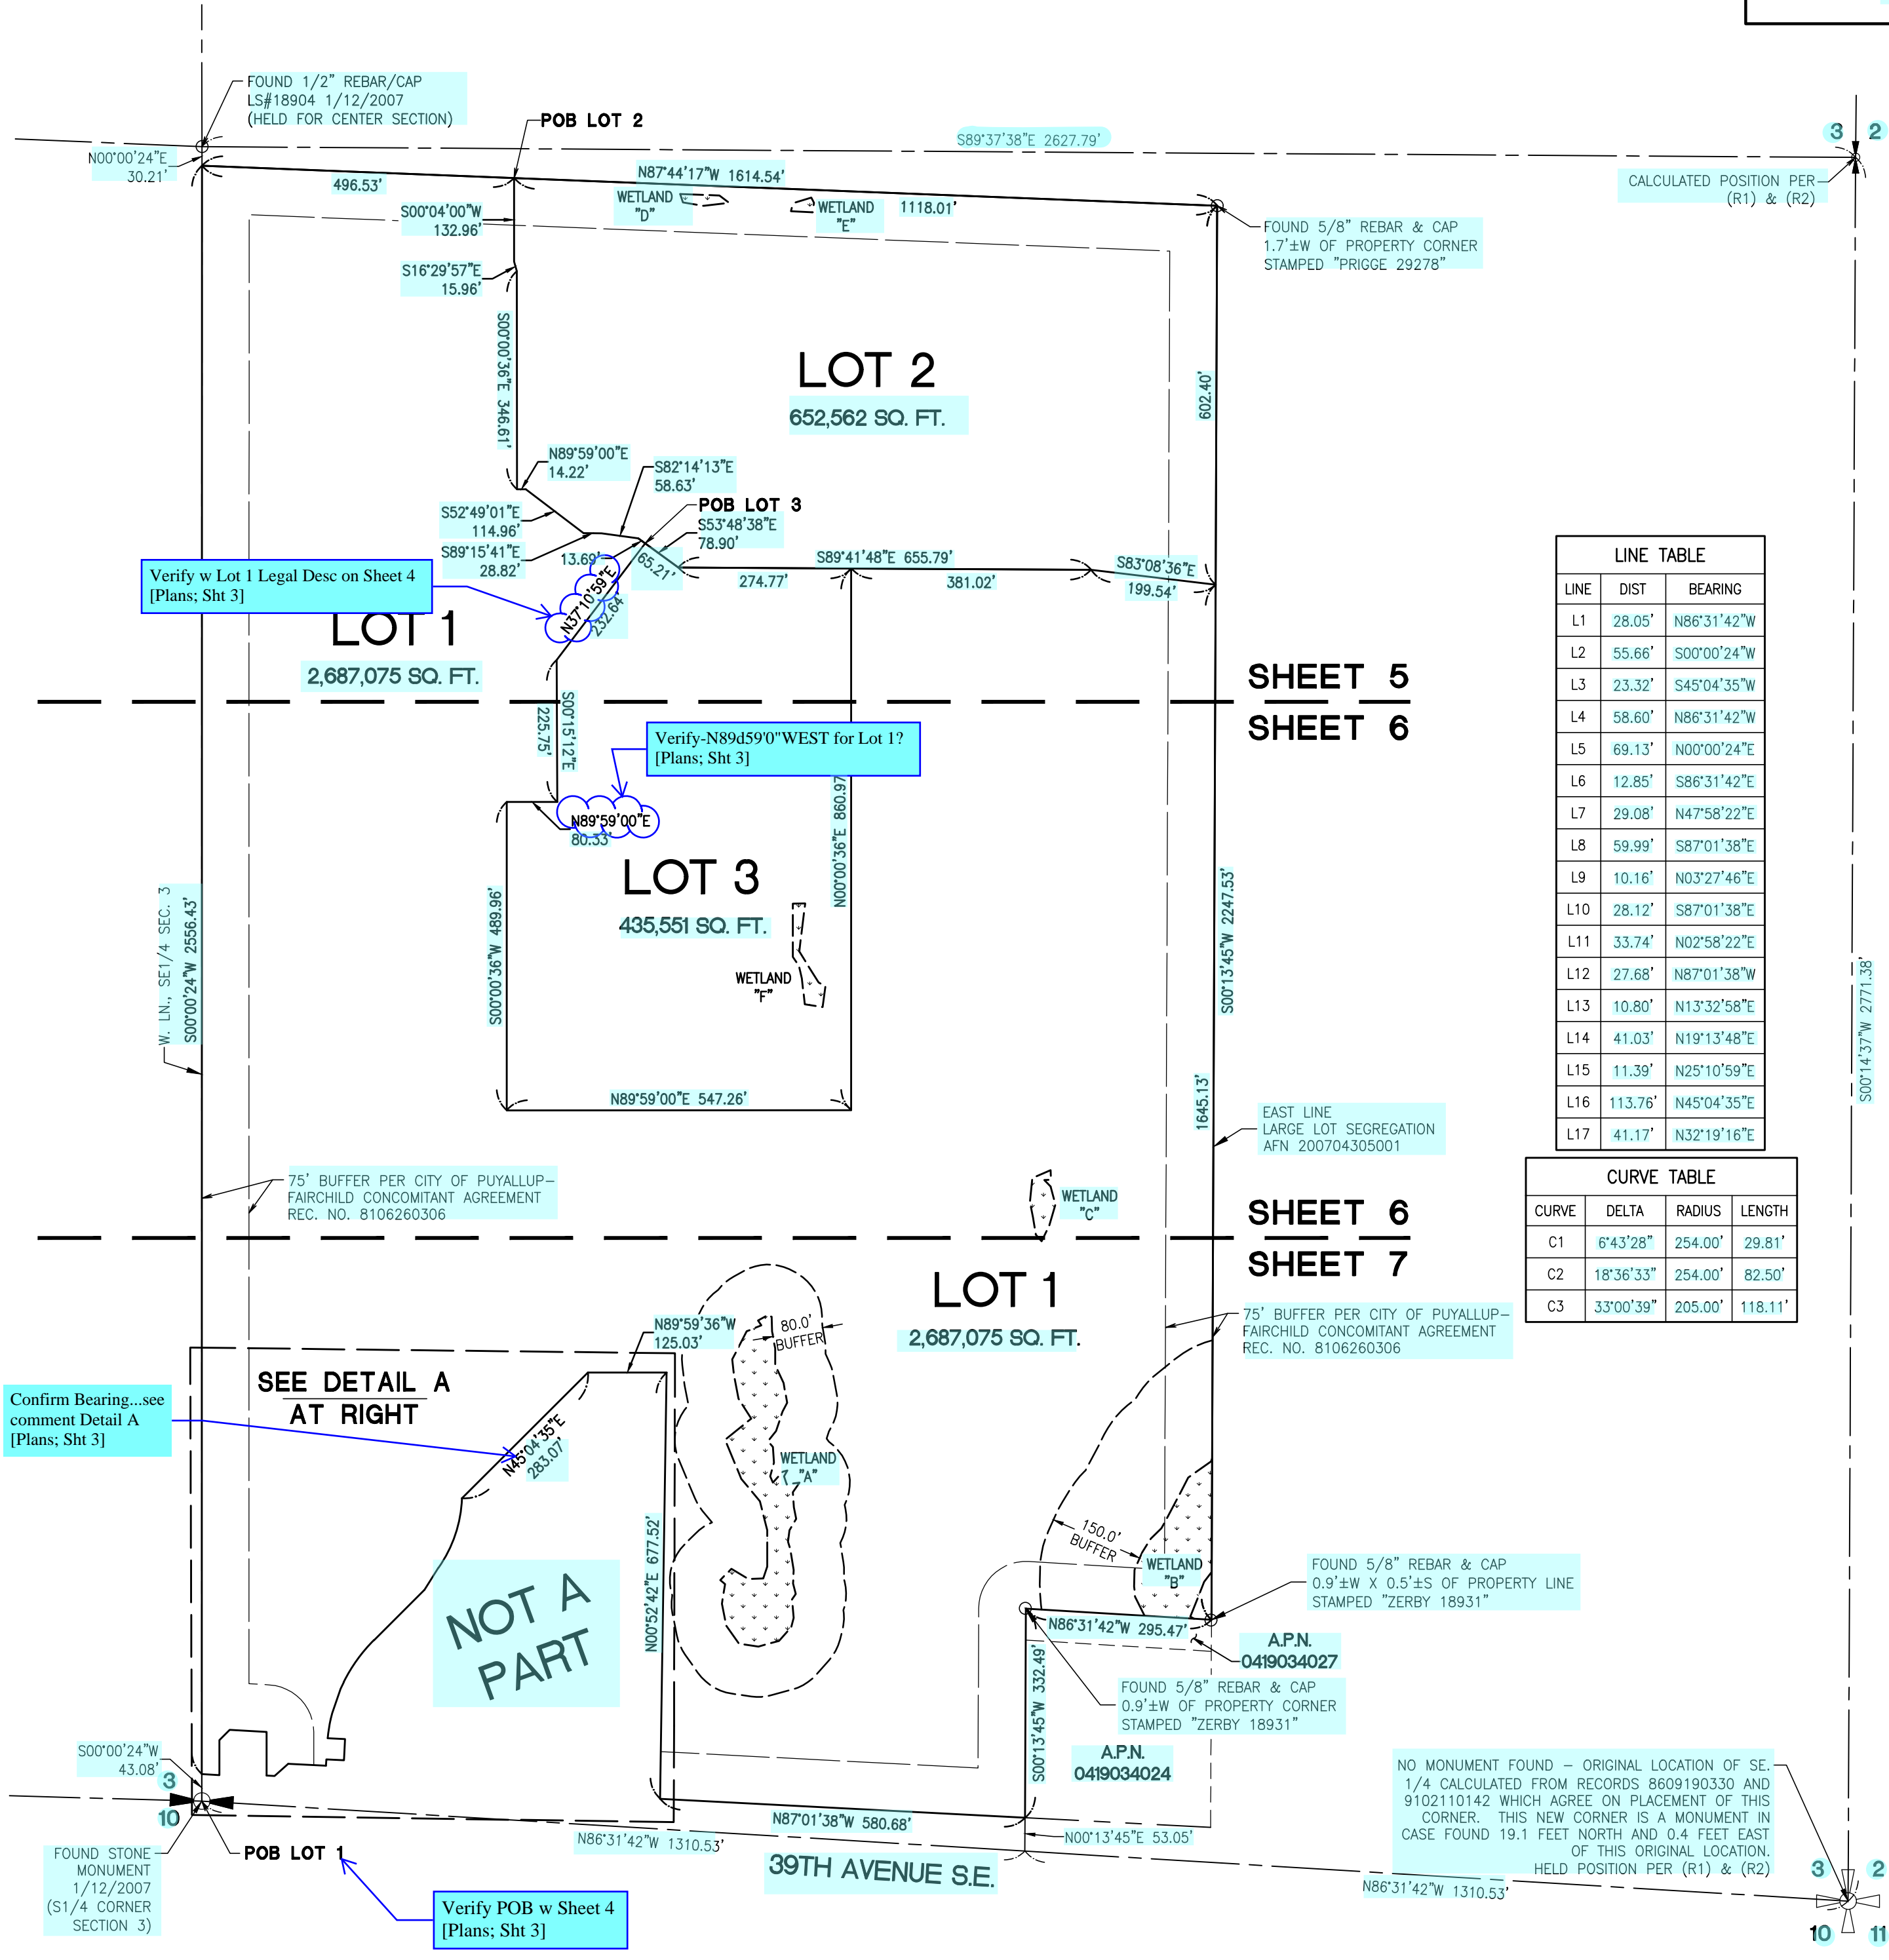 FOUND 1/2" REBAR/CAP
LS#18904 1/12/2007
(HELD FOR CENTER SECTION)
POB LOT 2
S89°37'38"E 2627.79'
3 2
N00°00'24"E
30.21'
496.53'
N87°44'17"W 1614.54'
WETLAND
"D"
WETLAND
"E"
1118.01'
CALCULATED POSITION PER
(R1) & (R2)
S00°04'00"W
132.96'
FOUND 5/8" REBAR & CAP
1.7'±W OF PROPERTY CORNER
STAMPED "PRIGGE 29278"
S16°29'57"E
15.96'
S00°00'36"E 346.61'
LOT 2
652,562 SQ. FT.
602.40'
N89°59'00"E
14.22'
S82°14'13"E
58.63'
POB LOT 3
S53°48'38"E
78.90'
S52°49'01"E
114.96'
S89°15'41"E
28.82'
13.69'
65.21'
S89°41'48"E 655.79'
274.77'
381.02'
S83°08'36"E
199.54'
Verify w Lot 1 Legal Desc on Sheet 4
[Plans; Sht 3]
N37°10'59"E
232.64'
LOT 1
2,687,075 SQ. FT.
SHEET 5
SHEET 6
S00°15'12"E
225.75'
Verify-N89d59'0"WEST for Lot 1?
[Plans; Sht 3]
N89°59'00"E
80.33'
N00°00'36"E 860.97'
LOT 3
435,551 SQ. FT.
WETLAND
"F"
S00°00'36"W 489.96'
N89°59'00"E 547.26'
W. LN., SE1/4 SEC. 3
S00°00'24"W 2556.43'
S00°13'45"W 2247.53'
1645.13'
EAST LINE
LARGE LOT SEGREGATION
AFN 200704305001
S00°14'37"W 2771.38'
LINE TABLE
LINE DIST BEARING
L1 28.05' N86°31'42"W
L2 55.66' S00°00'24"W
L3 23.32' S45°04'35"W
L4 58.60' N86°31'42"W
L5 69.13' N00°00'24"E
L6 12.85' S86°31'42"E
L7 29.08' N47°58'22"E
L8 59.99' S87°01'38"E
L9 10.16' N03°27'46"E
L10 28.12' S87°01'38"E
L11 33.74' N02°58'22"E
L12 27.68' N87°01'38"W
L13 10.80' N13°32'58"E
L14 41.03' N19°13'48"E
L15 11.39' N25°10'59"E
L16 113.76' N45°04'35"E
L17 41.17' N32°19'16"E
CURVE TABLE
CURVE DELTA RADIUS LENGTH
C1 6°43'28" 254.00' 29.81'
C2 18°36'33" 254.00' 82.50'
C3 33°00'39" 205.00' 118.11'
75' BUFFER PER CITY OF PUYALLUP-
FAIRCHILD CONCOMITANT AGREEMENT
REC. NO. 8106260306
WETLAND
"C"
SHEET 6
SHEET 7
LOT 1
2,687,075 SQ. FT.
75' BUFFER PER CITY OF PUYALLUP-
FAIRCHILD CONCOMITANT AGREEMENT
REC. NO. 8106260306
N89°59'36"W
125.03'
80.0'
BUFFER
SEE DETAIL A
AT RIGHT
Confirm Bearing...see
comment Detail A
[Plans; Sht 3]
N45°04'35"E
283.07'
WETLAND
"A"
NOT A
PART
N00°52'42"E 677.52'
150.0'
BUFFER
WETLAND
"B"
FOUND 5/8" REBAR & CAP
0.9'±W X 0.5'±S OF PROPERTY LINE
STAMPED "ZERBY 18931"
N86°31'42"W 295.47'
A.P.N.
0419034027
FOUND 5/8" REBAR & CAP
0.9'±W OF PROPERTY CORNER
STAMPED "ZERBY 18931"
S00°13'45"W 332.49'
A.P.N.
0419034024
S00°00'24"W
43.08'
3
10
NO MONUMENT FOUND - ORIGINAL LOCATION OF SE.
1/4 CALCULATED FROM RECORDS 8609190330 AND
9102110142 WHICH AGREE ON PLACEMENT OF THIS
CORNER. THIS NEW CORNER IS A MONUMENT IN
CASE FOUND 19.1 FEET NORTH AND 0.4 FEET EAST
OF THIS ORIGINAL LOCATION.
HELD POSITION PER (R1) & (R2)
N87°01'38"W 580.68'
N86°31'42"W 1310.53'
N00°13'45"E 53.05'
FOUND STONE
MONUMENT
1/12/2007
(S1/4 CORNER
SECTION 3)
POB LOT 1
39TH AVENUE S.E.
N86°31'42"W 1310.53'
Verify POB w Sheet 4
[Plans; Sht 3]
3 2
10 11